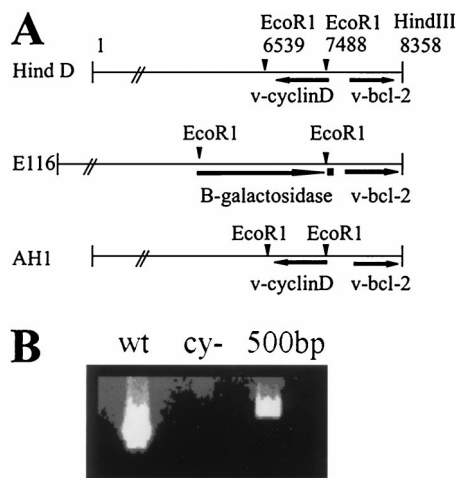 A
1 EcoR1 EcoR1 HindIII
6539 7488 8358
Hind D
v-cyclinD v-bcl-2
EcoR1 EcoR1
E116
B-galactosidase v-bcl-2
EcoR1 EcoR1
AH1
v-cyclinD v-bcl-2
B
wt cy- 500bp